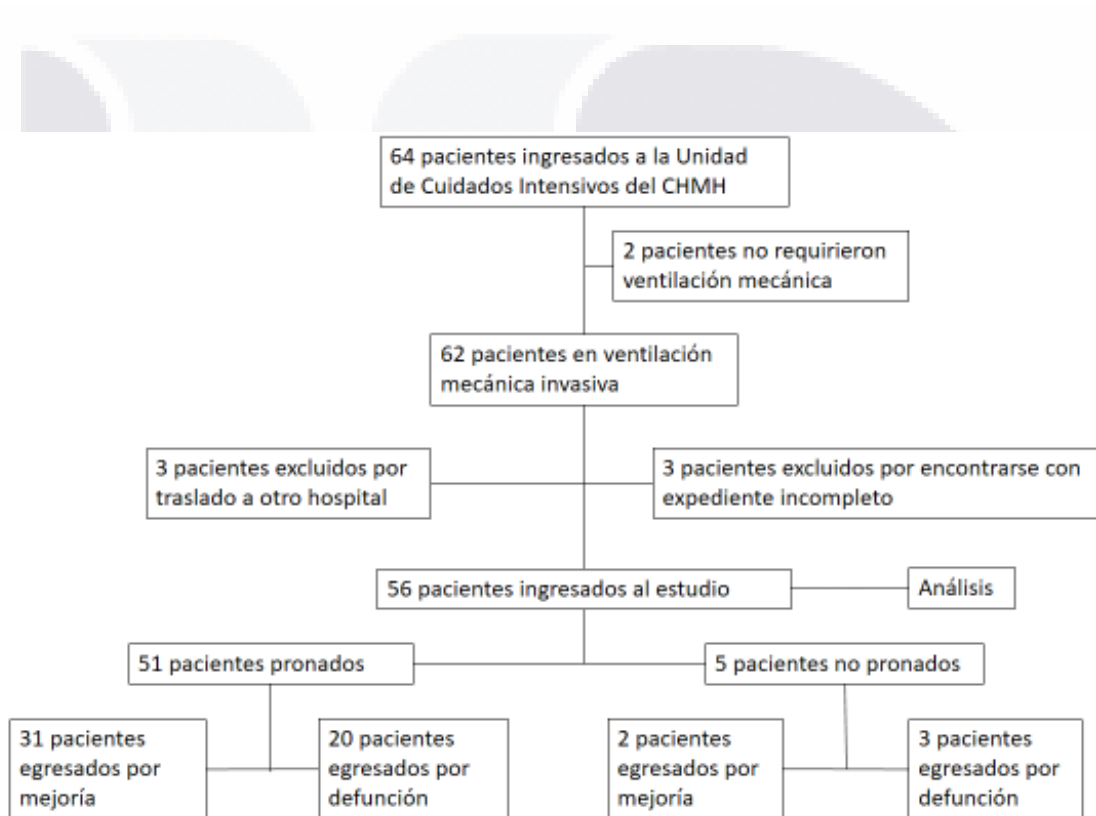 64 pacientes ingresados a la Unidad
de Cuidados Intensivos del CHMH
2 pacientes no requirieron
ventilación mecánica
62 pacientes en ventilación
mecánica invasiva
3 pacientes excluidos por
traslado a otro hospital
3 pacientes excluidos por encontrarse con
expediente incompleto
56 pacientes ingresados al estudio
Análisis
51 pacientes pronados
5 pacientes no pronados
31 pacientes
egresados por
mejoría
20 pacientes
egresados por
defunción
2 pacientes
egresados por
mejoría
3 pacientes
egresados por
defunción